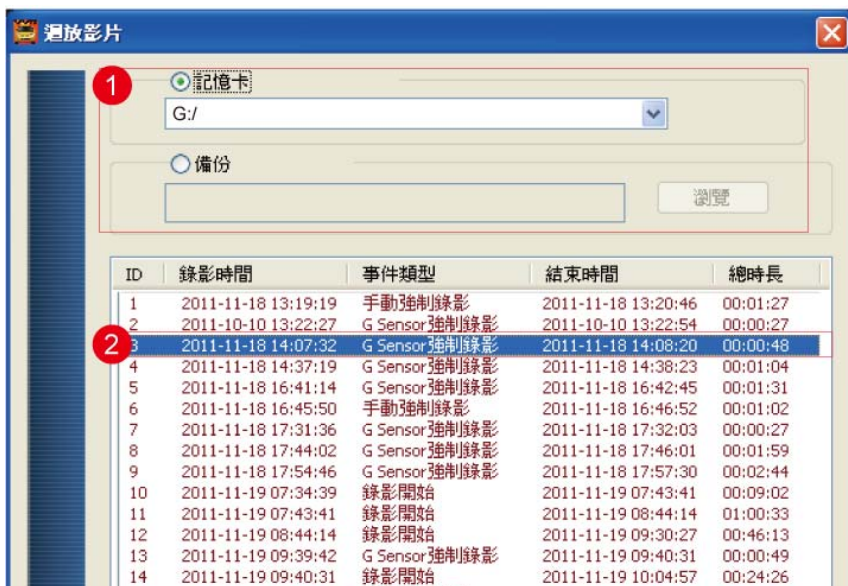 迴放影片
1
記憶卡
G:/
備份
瀏覽
ID 錄影時間 事件類型 結束時間 總時長
1 2011-11-18 13:19:19 手動強制錄影 2011-11-18 13:20:46 00:01:27
2 2011-10-10 13:22:27 G Sensor強制錄影 2011-10-10 13:22:54 00:00:27
2 3 2011-11-18 14:07:32 G Sensor強制錄影 2011-11-18 14:08:20 00:00:48
4 2011-11-18 14:37:19 G Sensor強制錄影 2011-11-18 14:38:23 00:01:04
5 2011-11-18 16:41:14 G Sensor強制錄影 2011-11-18 16:42:45 00:01:31
6 2011-11-18 16:45:50 手動強制錄影 2011-11-18 16:46:52 00:01:02
7 2011-11-18 17:31:36 G Sensor強制錄影 2011-11-18 17:32:03 00:00:27
8 2011-11-18 17:44:02 G Sensor強制錄影 2011-11-18 17:46:01 00:01:59
9 2011-11-18 17:54:46 G Sensor強制錄影 2011-11-18 17:57:30 00:02:44
10 2011-11-19 07:34:39 錄影開始 2011-11-19 07:43:41 00:09:02
11 2011-11-19 07:43:41 錄影開始 2011-11-19 08:44:14 01:00:33
12 2011-11-19 08:44:14 錄影開始 2011-11-19 09:30:27 00:46:13
13 2011-11-19 09:39:42 G Sensor強制錄影 2011-11-19 09:40:31 00:00:49
14 2011-11-19 09:40:31 錄影開始 2011-11-19 10:04:57 00:24:26